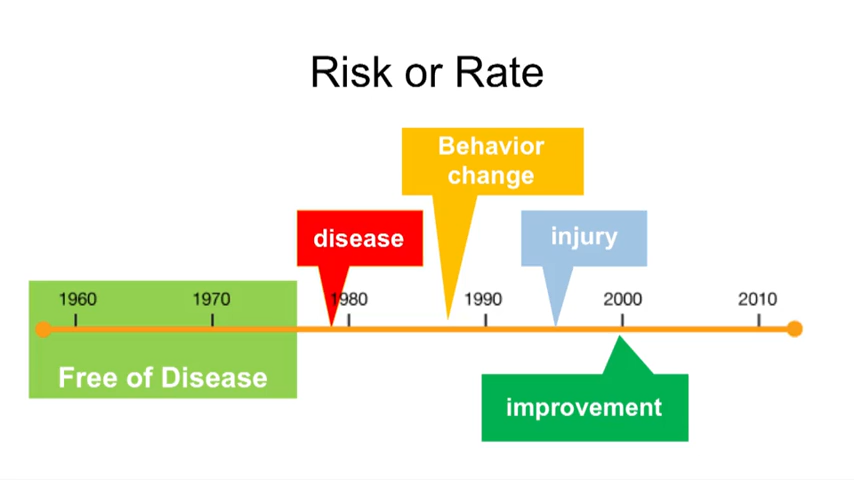 Risk or Rate
Behavior
change
disease
injury
1960 1970 1980 1990 2000 2010
Free of Disease
improvement